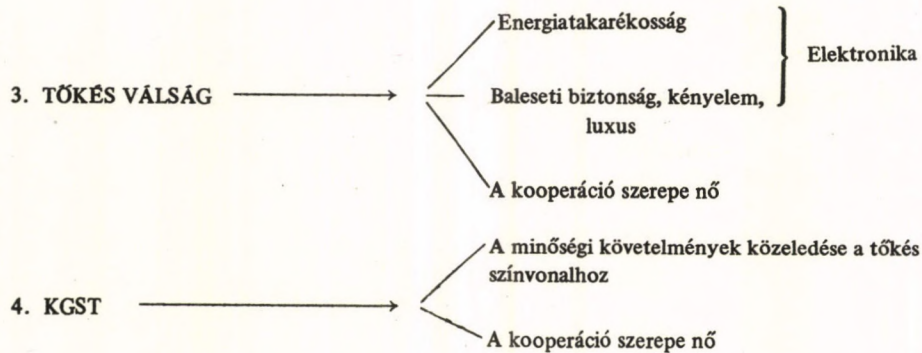 Energiatakarékosság
Elektronika
3. TŐKÉS VÁLSÁG
Baleseti biztonság, kényelem,
luxus
A kooperáció szerepe nő
A minőségi követelmények közeledése a tőkés
színvonalhoz
4. KGST
A kooperáció szerepe nő